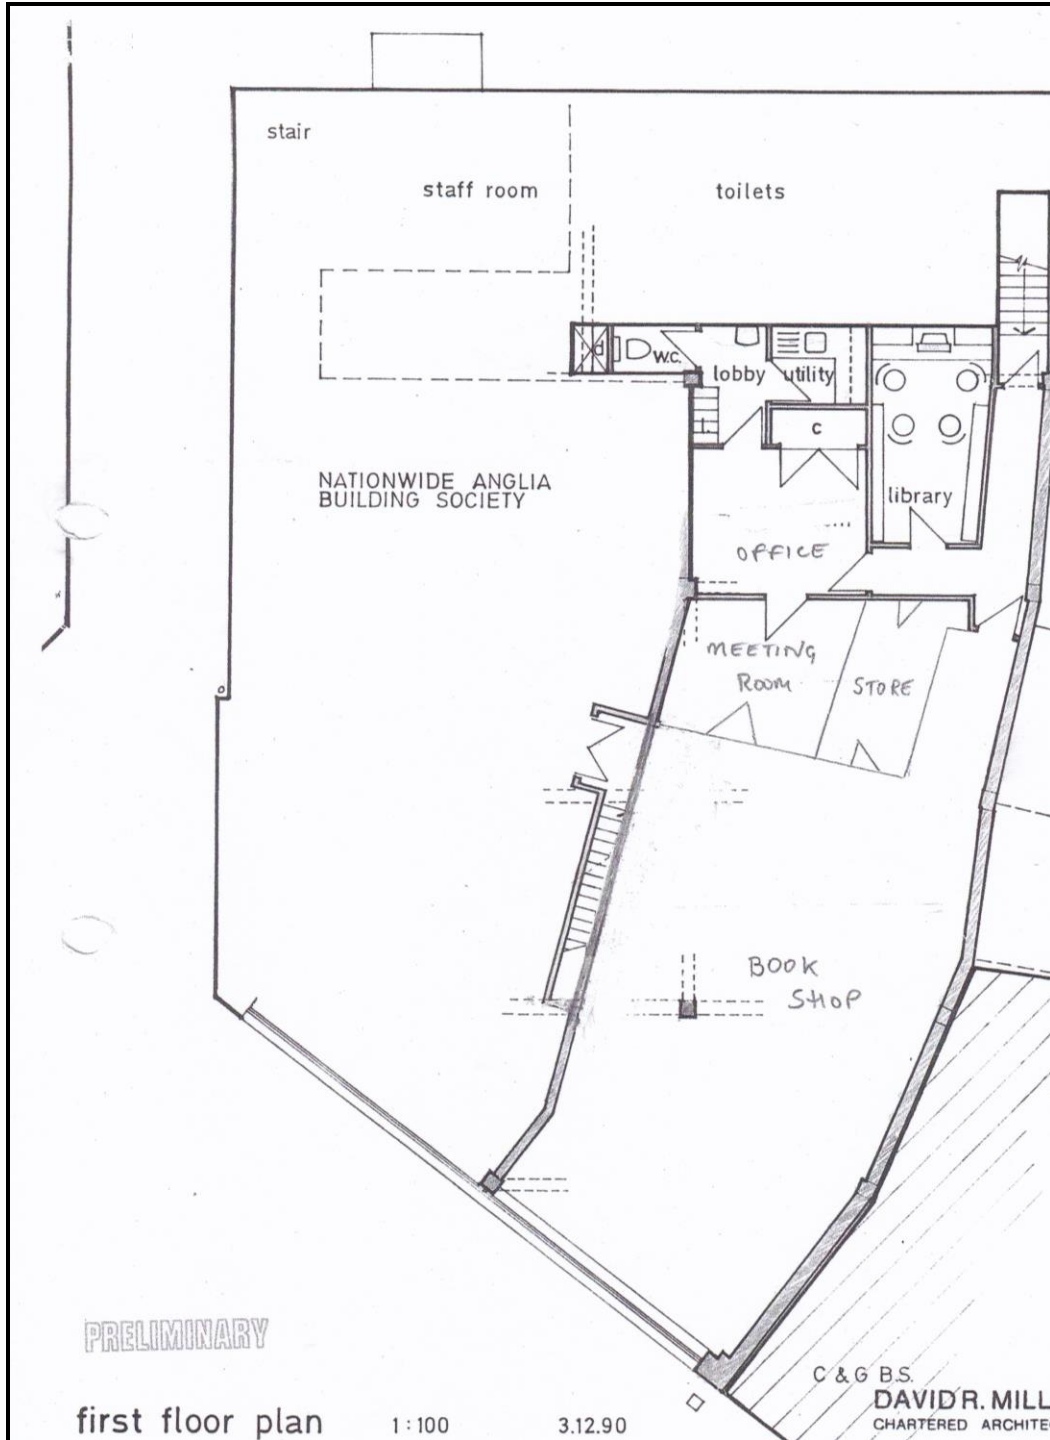 stair
staff room
toilets
d
w.c.
lobby
utility
c
NATIONWIDE ANGLIA
BUILDING SOCIETY
library
OFFICE
MEETING
ROOM
STORE
BOOK
SHOP
PRELIMINARY
C & G B.S.
DAVID R. MILL
CHARTERED ARCHITE
first floor plan
1:100
3.12.90